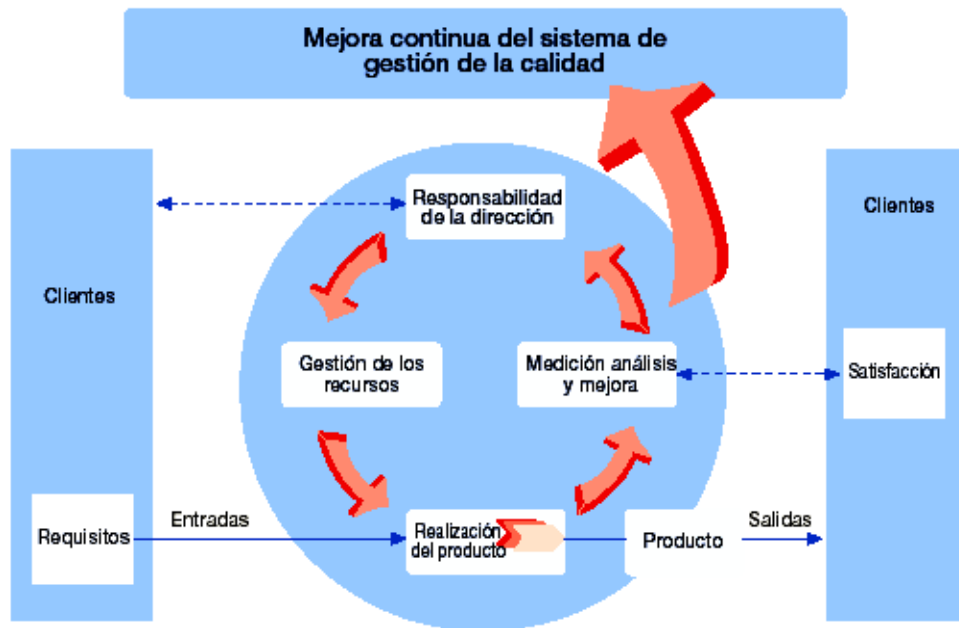 Mejora continua del sistema de
gestión de la calidad
Responsabilidad
de la dirección
Clientes
Clientes
Gestión de los
recursos
Medición análisis
y mejora
Satisfacción
Requisitos
Entradas
Realización
del producto
Producto
Salidas